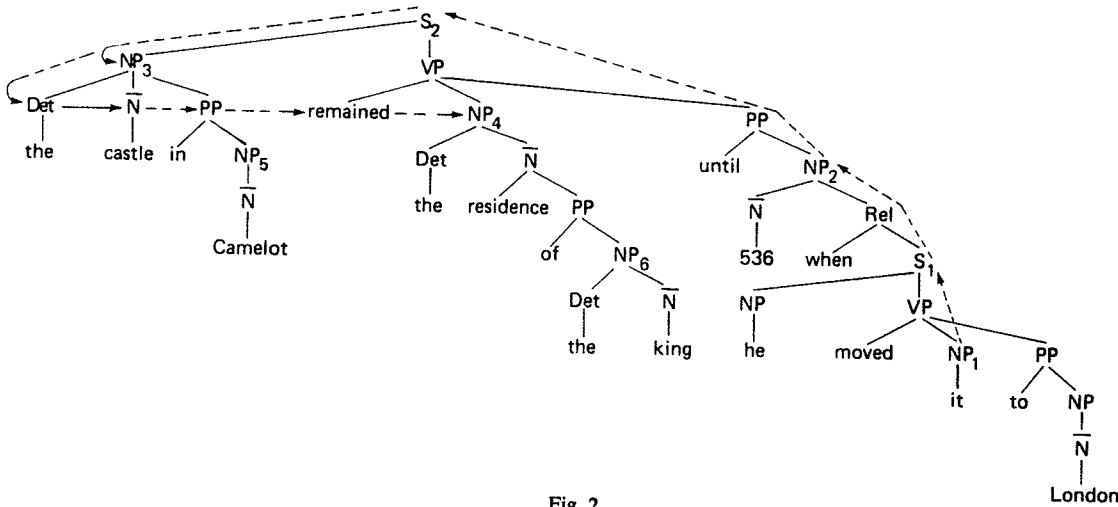 S2
NP3 VP
Det N̄ PP remained NP4 PP
the castle in NP5 Det N̄ until NP2
N̄ the residence PP N̄ Rel
Camelot of NP6 536 when S1
Det N̄ NP VP
the king he moved NP1 PP
it to NP
N̄
London
Fig. 2